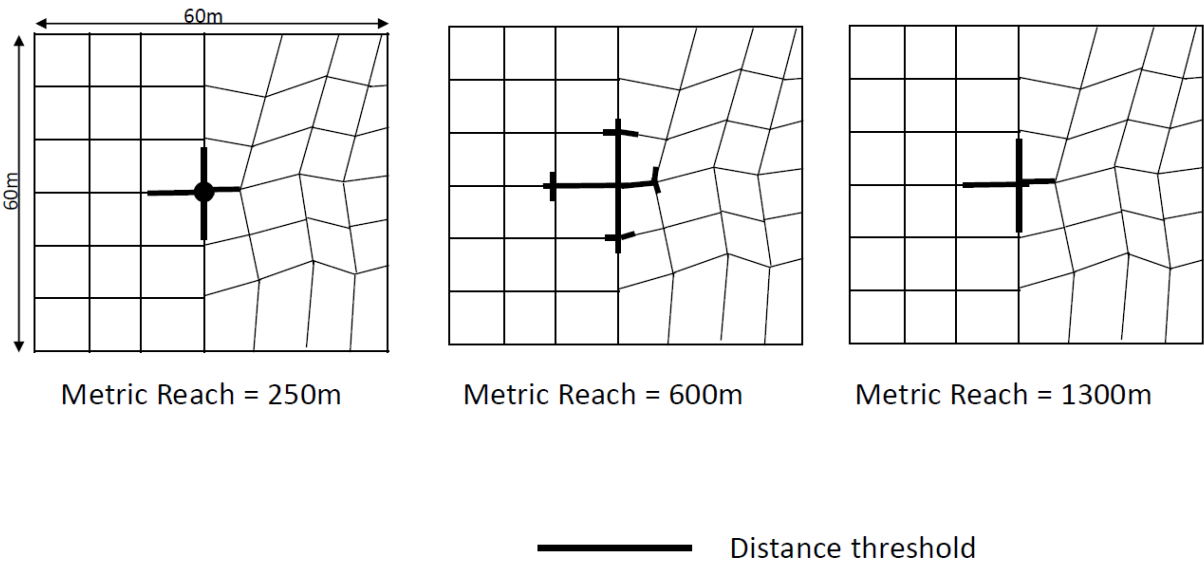 60m
60m
Metric Reach = 250m
Metric Reach = 600m
Metric Reach = 1300m
Distance threshold